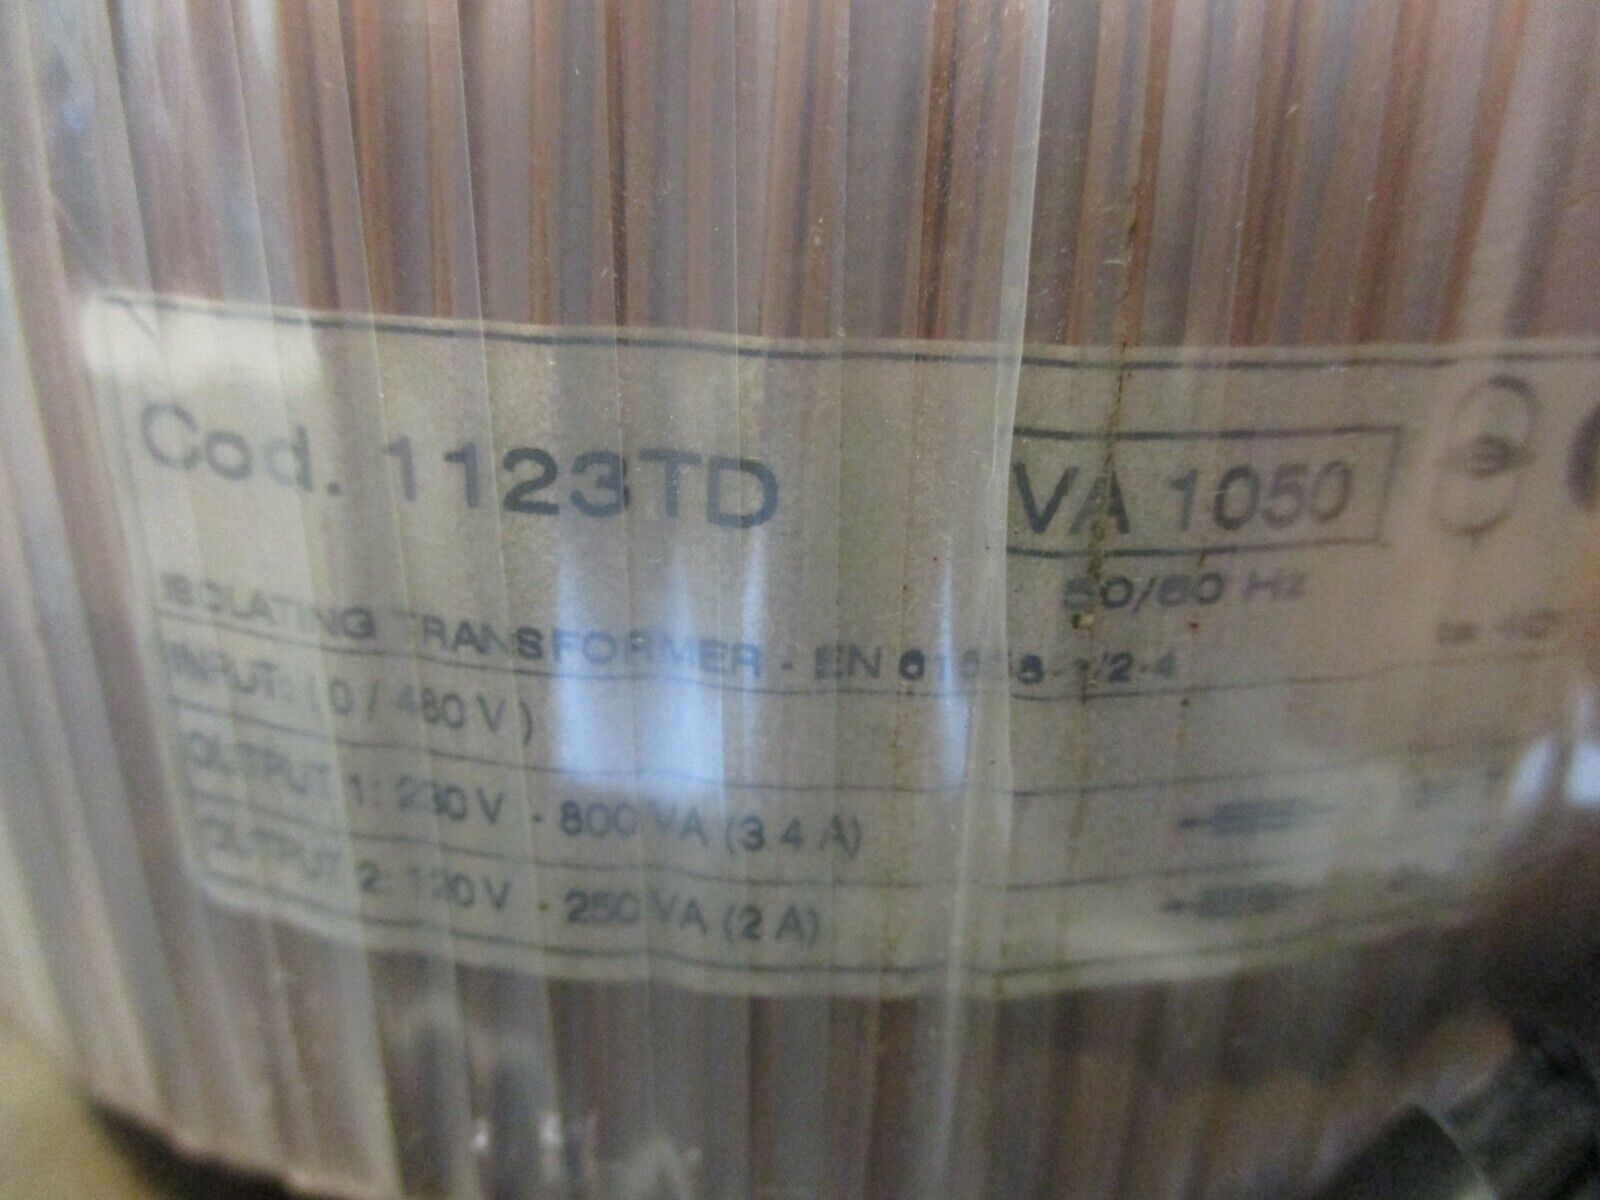 Cod. 1123TD
VA 1050
50/60 Hz
ISOLATING TRANSFORMER - EN 61558-1/2-4
INPUT: ( 0 / 480 V )
OUTPUT 1: 230 V - 800 VA (3.4 A)
OUTPUT 2: 120 V - 250 VA (2 A)